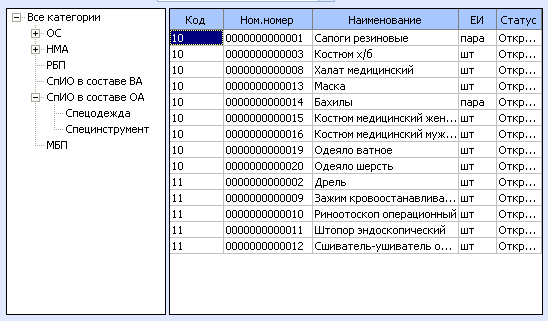 Все категории
ОС
НМА
РБП
СпИО в составе ВА
СпИО в составе ОА
Спецодежда
Специнструмент
МБП
Код Ном.номер Наименование ЕИ Статус
10 0000000000001 Сапоги резиновые пара Откр...
10 0000000000003 Костюм х/б шт Откр...
10 0000000000008 Халат медицинский шт Откр...
10 0000000000013 Маска шт Откр...
10 0000000000014 Бахилы пара Откр...
10 0000000000015 Костюм медицинский жен... шт Откр...
10 0000000000016 Костюм медицинский муж... шт Откр...
10 0000000000019 Одеяло ватное шт Откр...
10 0000000000020 Одеяло шерсть шт Откр...
11 0000000000002 Дрель шт Откр...
11 0000000000009 Зажим кровоостанавлива... шт Откр...
11 0000000000010 Риноотоскоп операционный шт Откр...
11 0000000000011 Штопор эндоскопический шт Откр...
11 0000000000012 Сшиватель-ушиватель о... шт Откр...